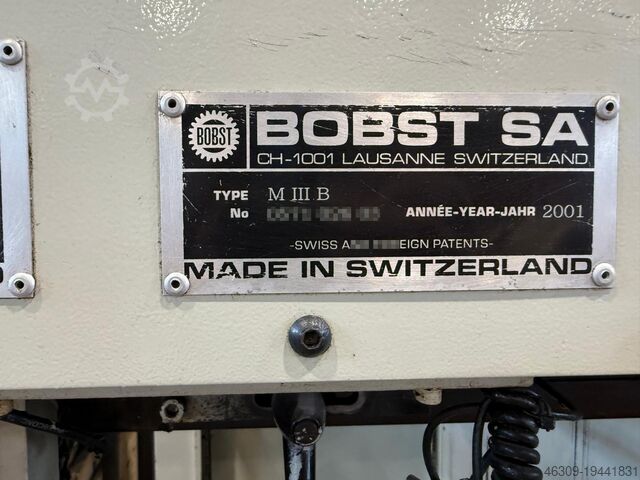 BOBST
BOBST SA
CH-1001 LAUSANNE SWITZERLAND
TYPE M III B
No
ANNÉE-YEAR-JAHR 2001
-SWISS A EIGN PATENTS-
MADE IN SWITZERLAND
46309-19441831